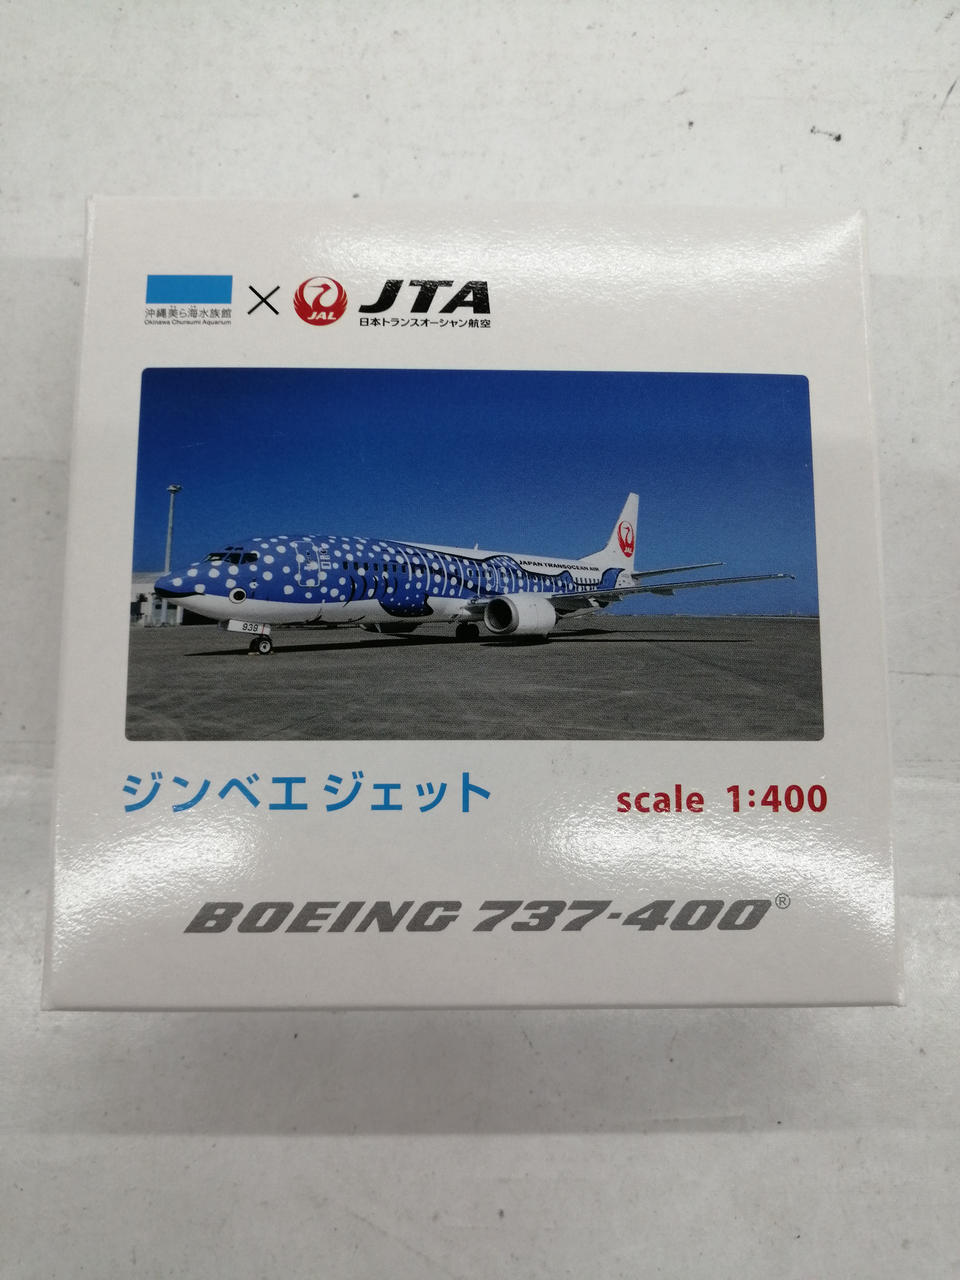 沖縄美ら海水族館
Okinawa Churaumi Aquarium
×
JAL
JTA
日本トランスオーシャン航空
JAL
JAPAN TRANSOCEAN AIR
939
ジンベエ ジェット
scale 1:400
BOEING 737-400®